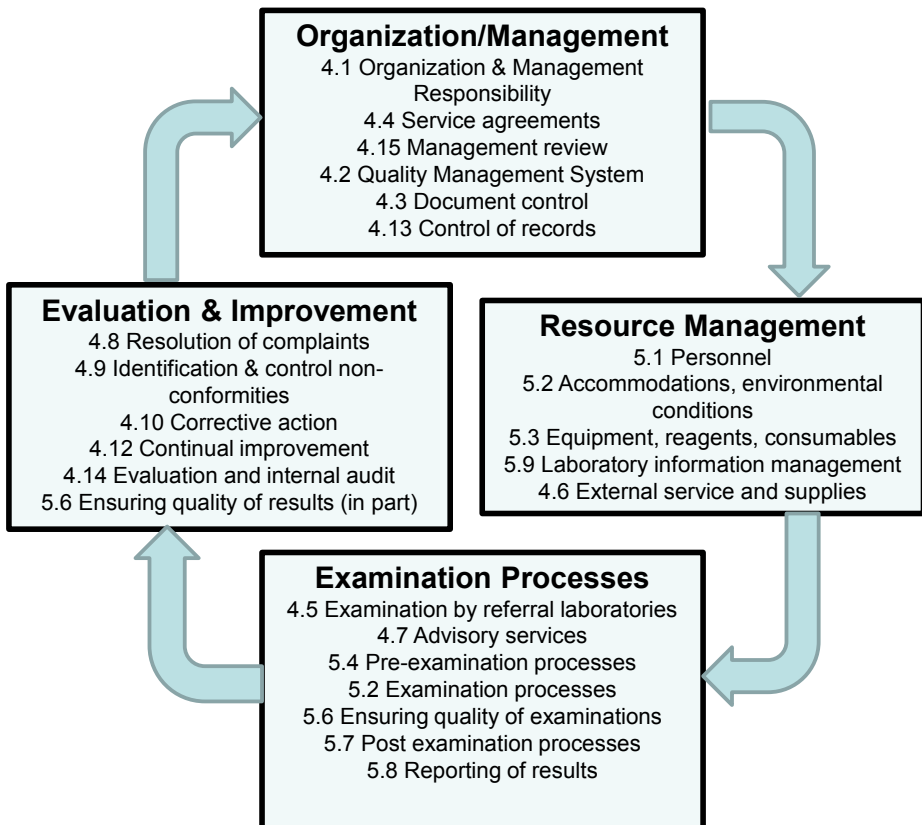 Organization/Management
4.1 Organization & Management
Responsibility
4.4 Service agreements
4.15 Management review
4.2 Quality Management System
4.3 Document control
4.13 Control of records
Evaluation & Improvement
4.8 Resolution of complaints
4.9 Identification & control non-
conformities
4.10 Corrective action
4.12 Continual improvement
4.14 Evaluation and internal audit
5.6 Ensuring quality of results (in part)
Resource Management
5.1 Personnel
5.2 Accommodations, environmental
conditions
5.3 Equipment, reagents, consumables
5.9 Laboratory information management
4.6 External service and supplies
Examination Processes
4.5 Examination by referral laboratories
4.7 Advisory services
5.4 Pre-examination processes
5.2 Examination processes
5.6 Ensuring quality of examinations
5.7 Post examination processes
5.8 Reporting of results